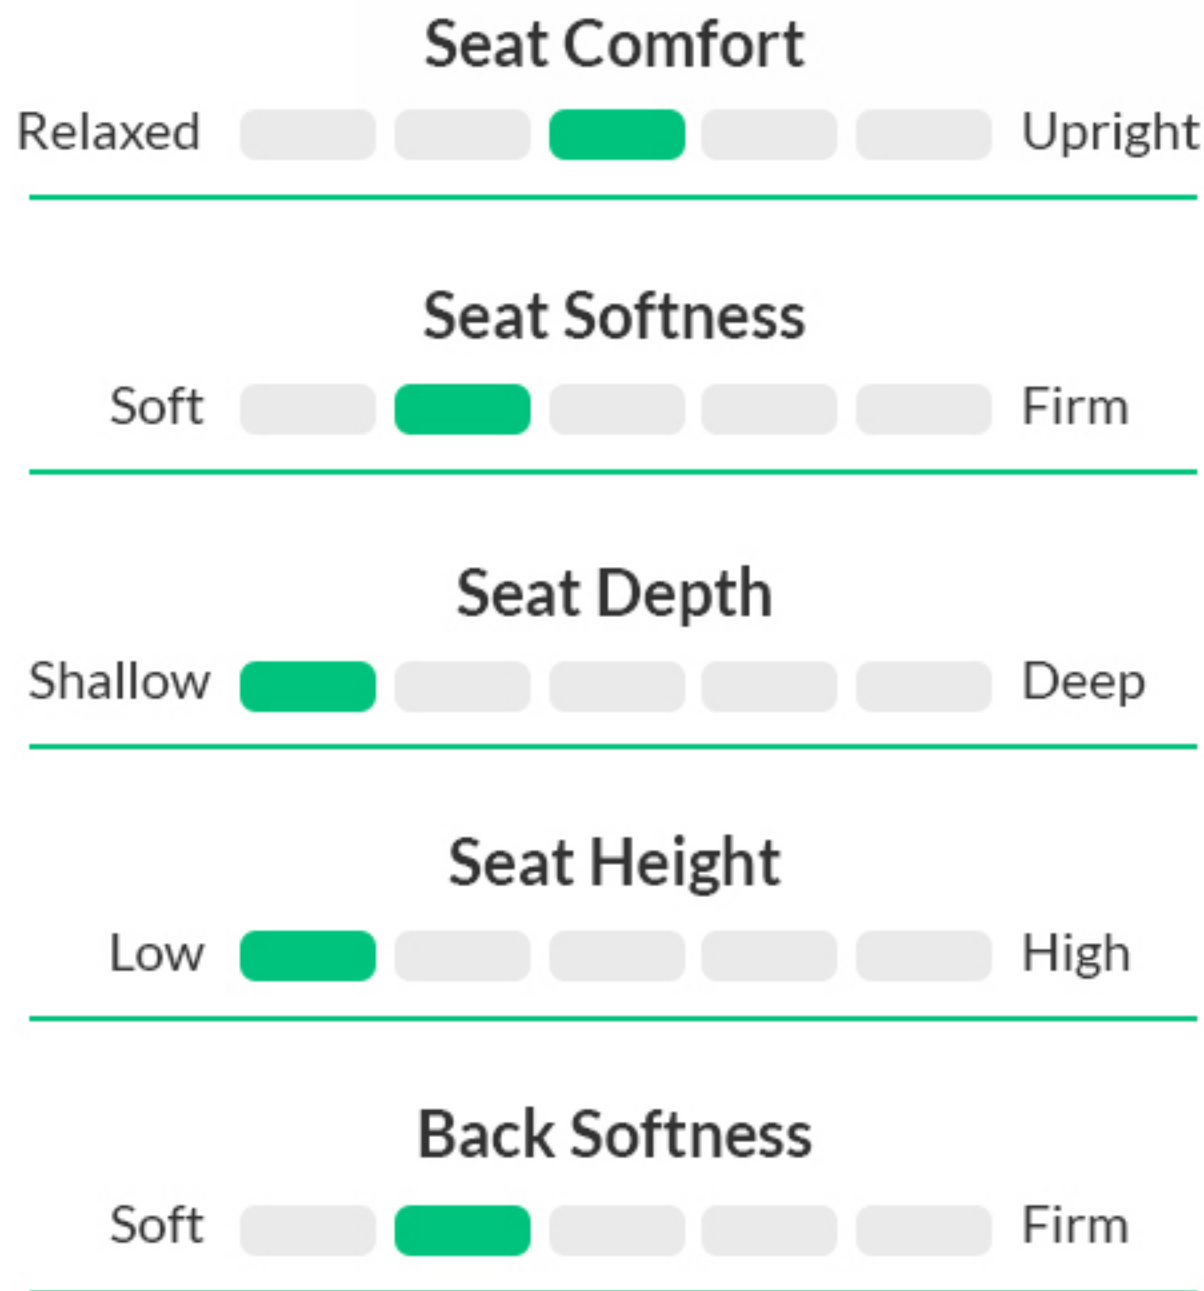 Seat Comfort
Relaxed Upright
Seat Softness
Soft Firm
Seat Depth
Shallow Deep
Seat Height
Low High
Back Softness
Soft Firm